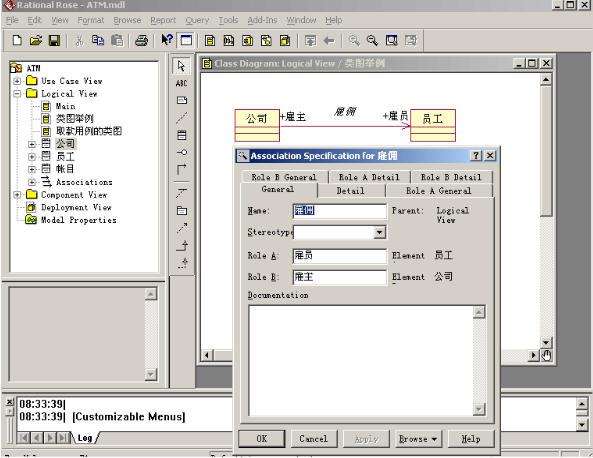 Rational Rose - ATM.mdl
File Edit View Format Browse Report Query Tools Add-Ins Window Help
ATM
Use Case View
Logical View
Main
类图举例
取款用例的类图
公司
员工
帐目
Associations
Component View
Deployment View
Model Properties
ABC
Class Diagram: Logical View / 类图举例
公司 +雇主 雇佣 +雇员 员工
Association Specification for 雇佣
Role B General Role A Detail Role B Detail
General Detail Role A General
Name: 雇佣 Parent: Logical View
Stereotype
Role A: 雇员 Element 员工
Role B: 雇主 Element 公司
Documentation
OK Cancel Apply Browse Help
08:33:39|
08:33:39| [Customizable Menus]
Log